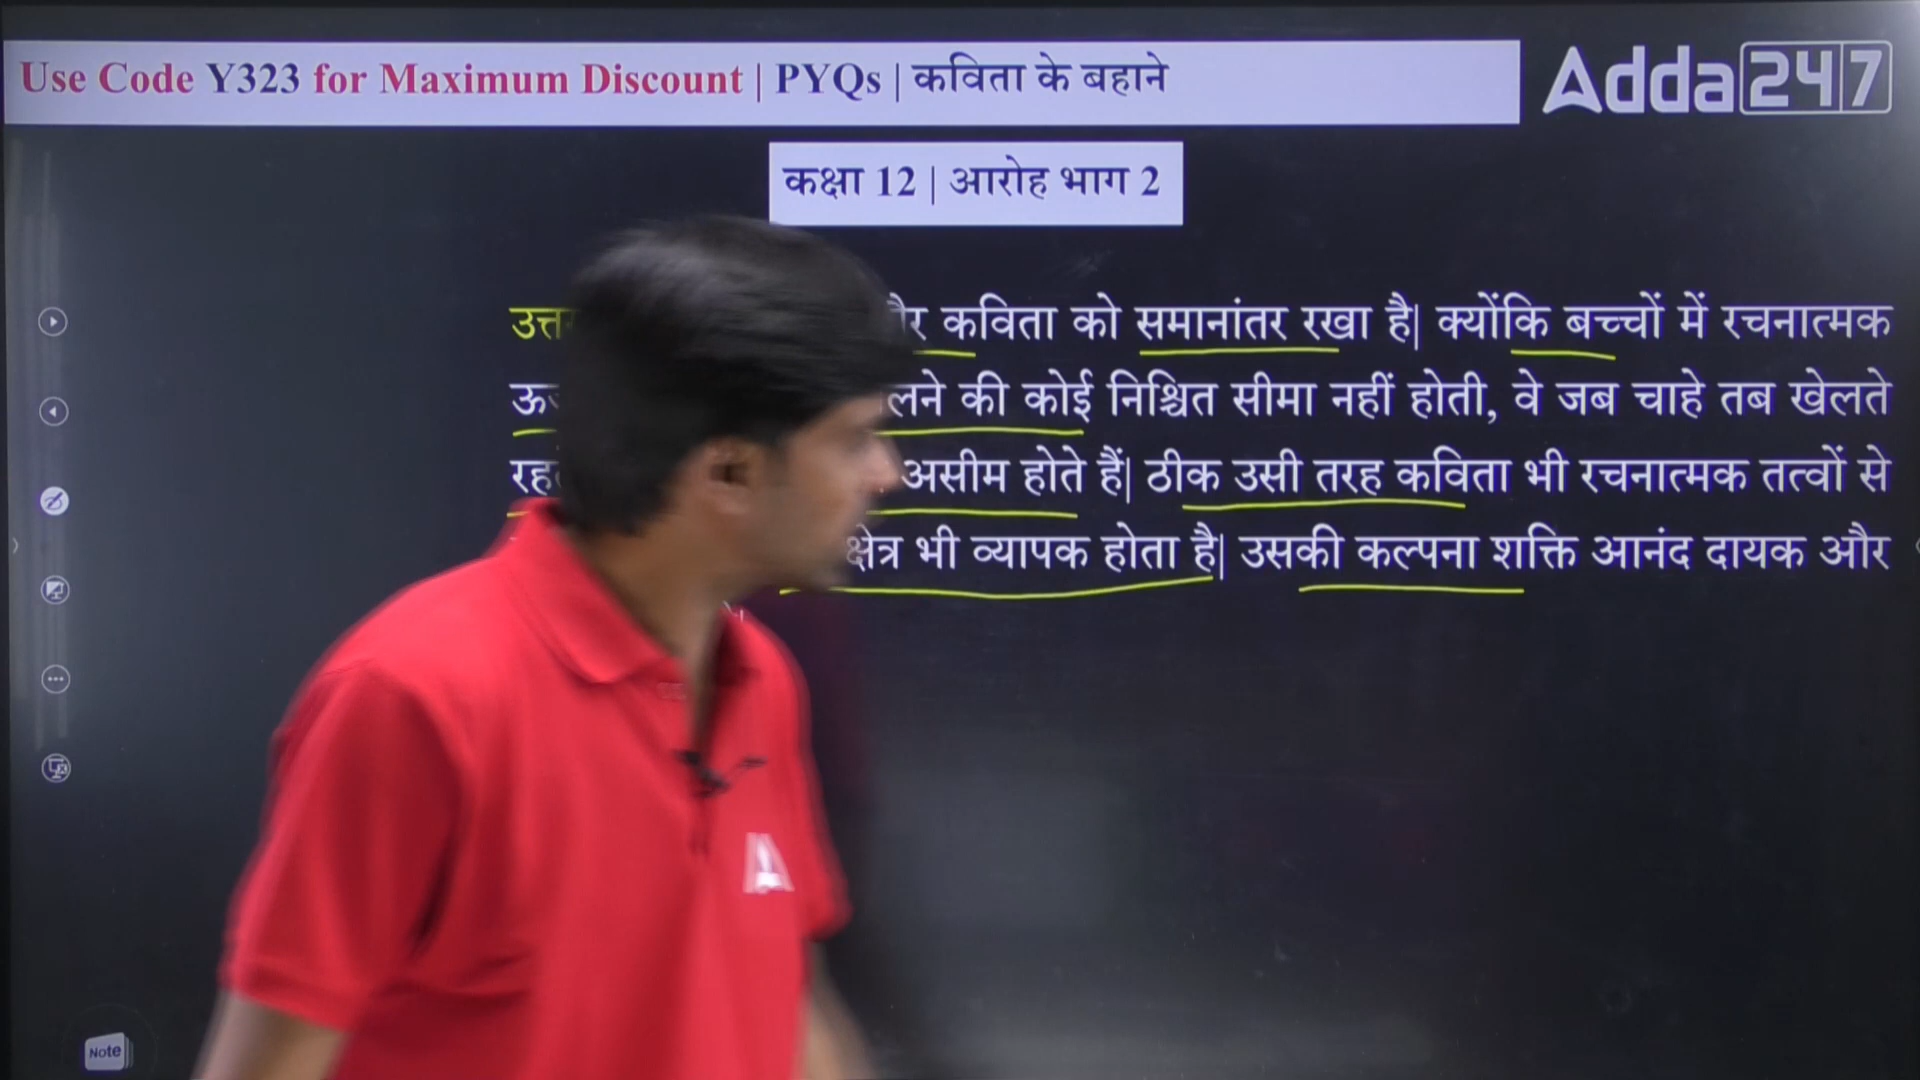 Use Code Y323 for Maximum Discount | PYQs | कविता के बहाने
Adda247
कक्षा 12 | आरोह भाग 2
कविता को समानांतर रखा है| क्योंकि बच्चों में रचनात्मक
की कोई निश्चित सीमा नहीं होती, वे जब चाहे तब खेलते
असीम होते हैं| ठीक उसी तरह कविता भी रचनात्मक तत्वों से
क्षेत्र भी व्यापक होता है| उसकी कल्पना शक्ति आनंद दायक और
Note